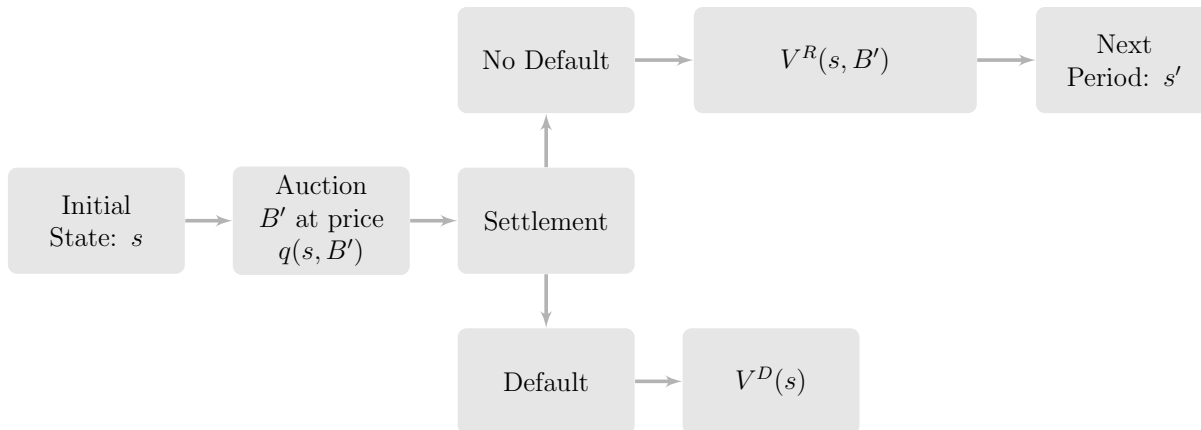 No Default
$V^R(s, B')$
Next
Period: $s'$
Initial
State: $s$
Auction
$B'$ at price
$q(s, B')$
Settlement
Default
$V^D(s)$